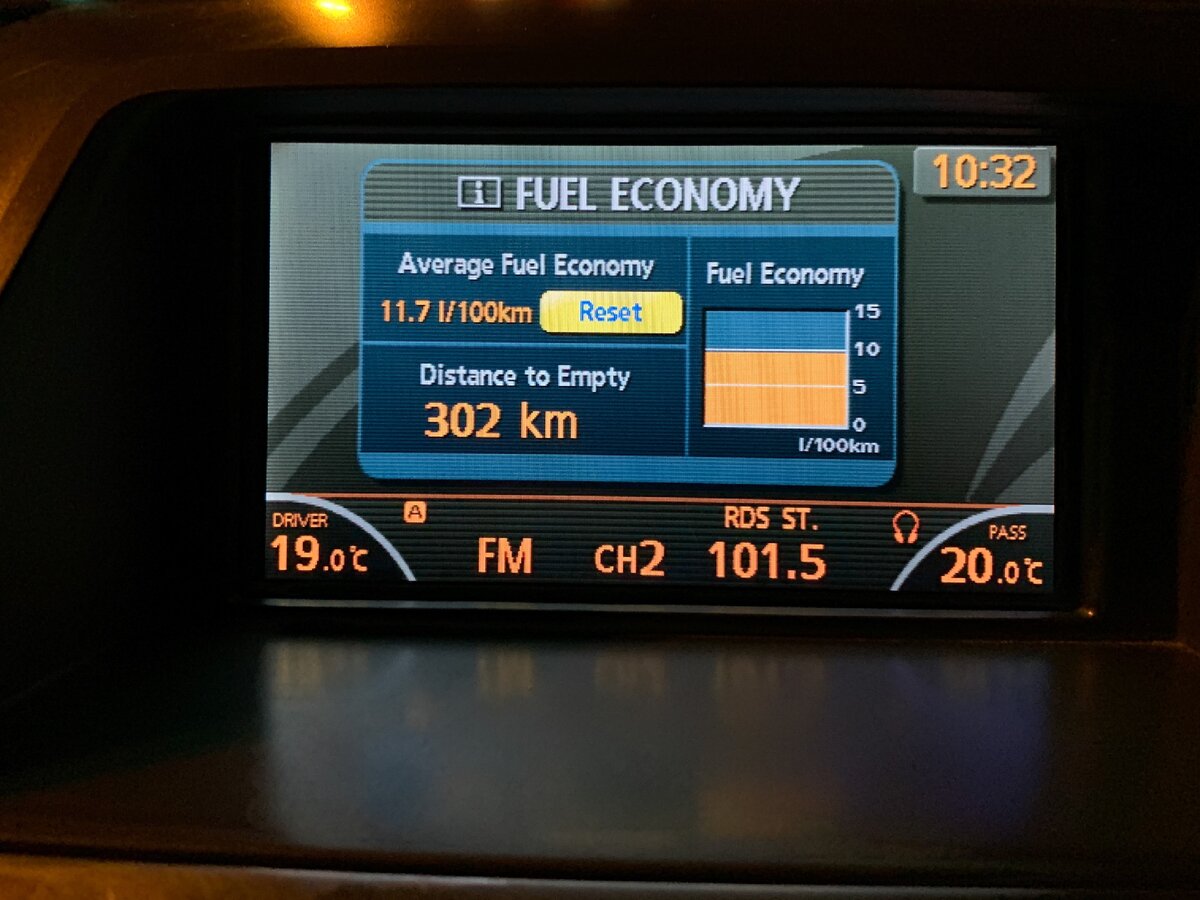 10:32
i FUEL ECONOMY
Average Fuel Economy
11.7 l/100km Reset
Distance to Empty
302 km
Fuel Economy
15
10
5
0
l/100km
DRIVER
19.0℃
A
FM CH2
RDS ST.
101.5
PASS
20.0℃